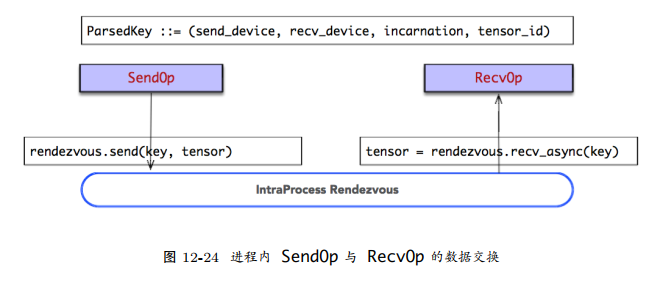 ParsedKey ::= (send_device, recv_device, incarnation, tensor_id)
SendOp
RecvOp
rendezvous.send(key, tensor)
tensor = rendezvous.recv_async(key)
IntraProcess Rendezvous
图 12-24 进程内 SendOp 与 RecvOp 的数据交换